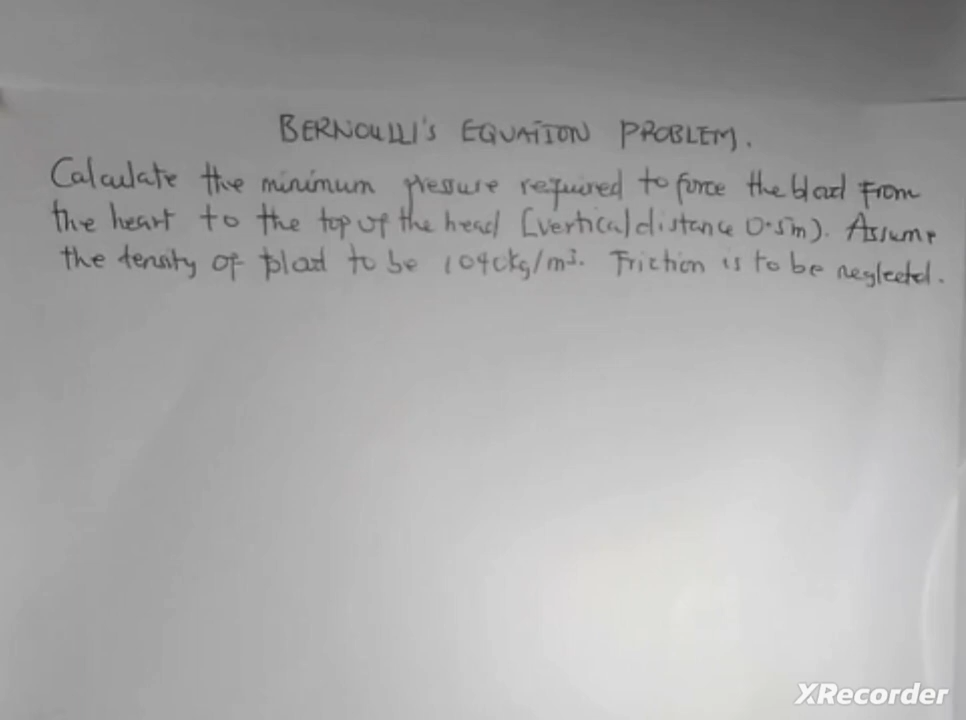 BERNOULLI'S EQUATION PROBLEM.
Calculate the minimum pressure required to force the blood from
the heart to the top of the head [vertical distance 0.5m). Assume
the density of blood to be 1040kg/m³. Friction is to be neglected.
XRecorder